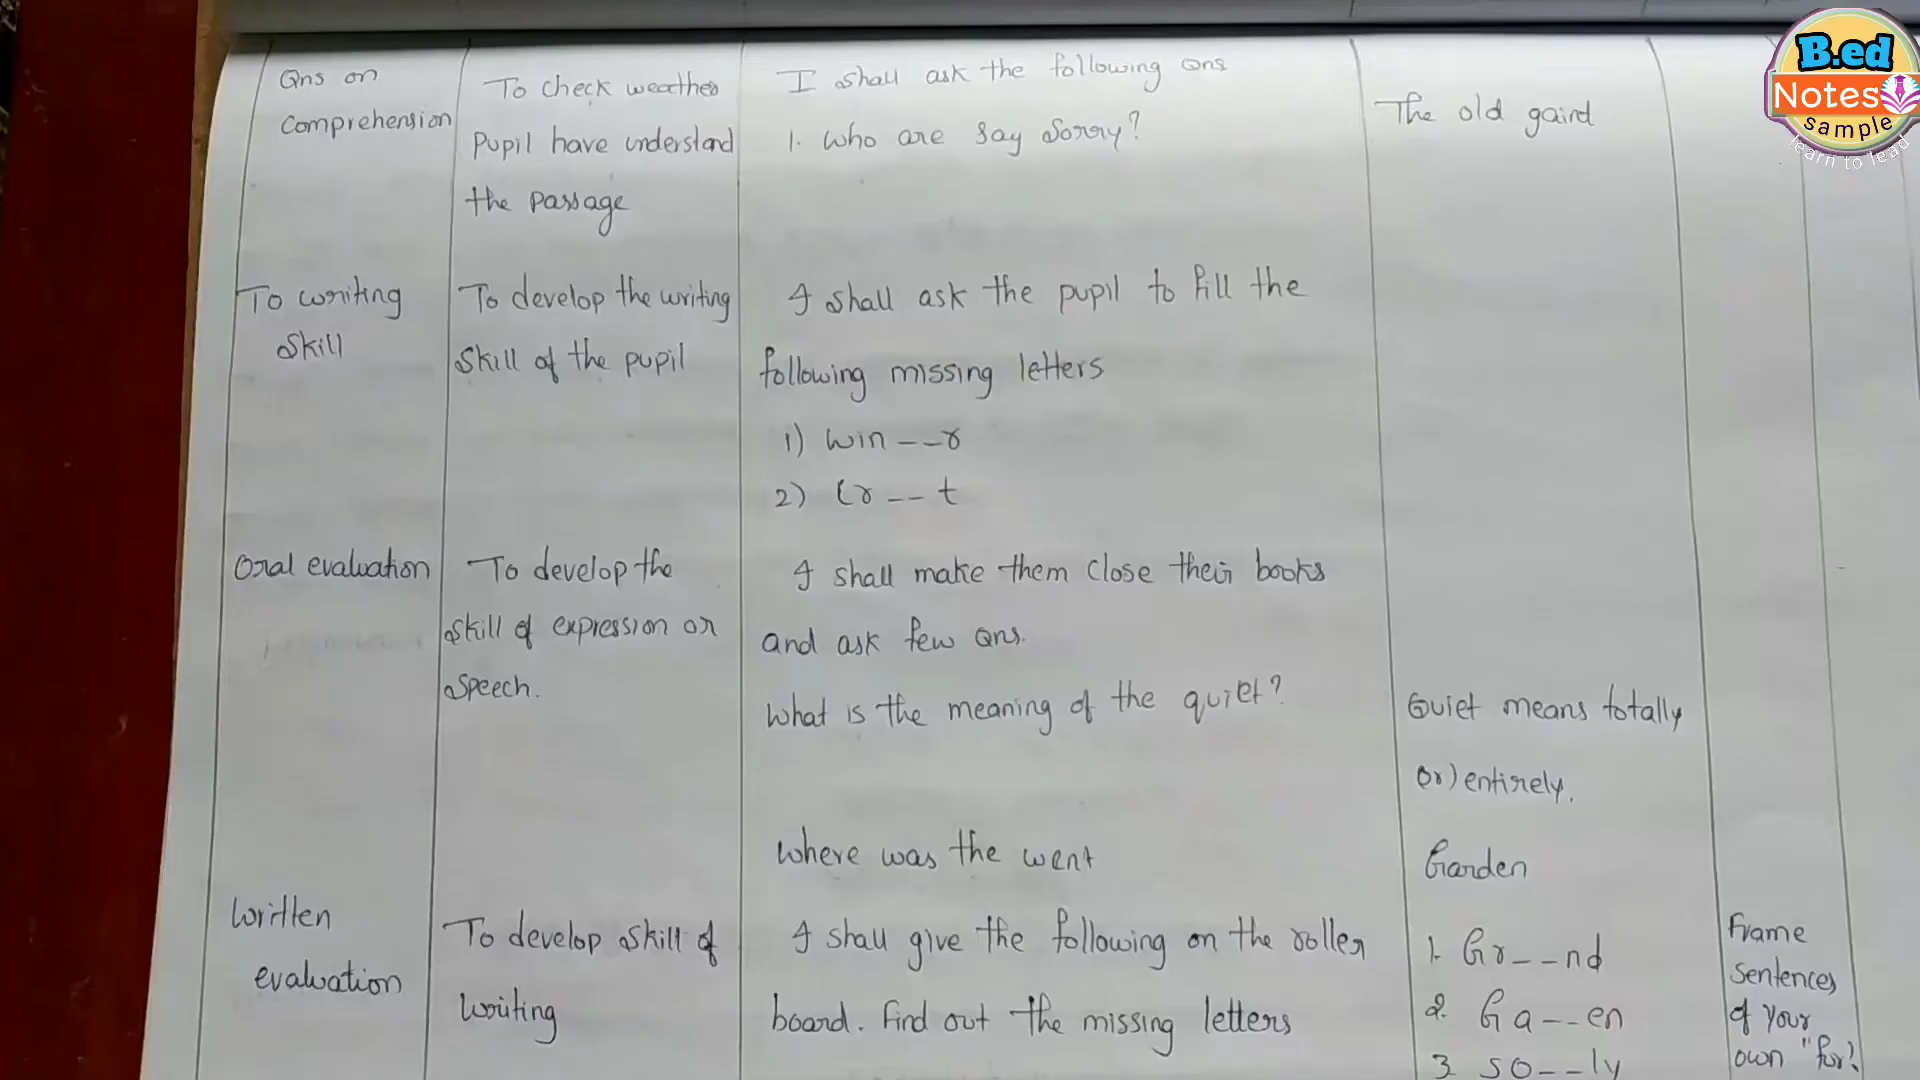 Qns on
comprehension
To check weather
Pupil have understand
the passage
I shall ask the following Qns
1. Who are say sorry?
The old gaint
To writing
Skill
To develop the writing
Skill of the pupil
I shall ask the pupil to fill the
following missing letters
1) win--r
2) Cr -- t
Oral evaluation
To develop the
Skill of expression or
Speech.
I shall make them close their books
and ask few Qns.
What is the meaning of the quiet?
Quiet means totally
or) entirely.
Where was the went
Garden
Written
evaluation
To develop skill of
writing
I shall give the following on the roller
board. Find out the missing letters
1. Gr--nd
2. Ga--en
3. SO--ly
Frame
Sentences
of your
own "for?
B.ed
Notes
sample
learn to lead